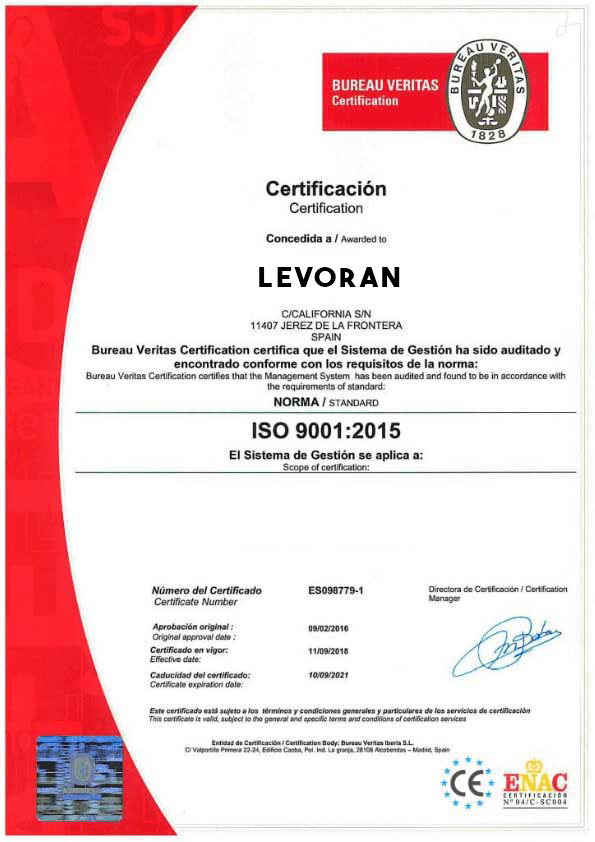 BUREAU VERITAS
Certification
BUREAU VERITAS
1828
Certificación
Certification
Concedida a / Awarded to
LEVORAN
C/CALIFORNIA S/N
11407 JEREZ DE LA FRONTERA
SPAIN
Bureau Veritas Certification certifica que el Sistema de Gestión ha sido auditado y
encontrado conforme con los requisitos de la norma:
Bureau Veritas Certification certifies that the Management System has been audited and found to be in accordance with
the requirements of standard:
NORMA / STANDARD
ISO 9001:2015
El Sistema de Gestión se aplica a:
Scope of certification:
Número del Certificado ES098779-1
Certificate Number
Directora de Certificación / Certification
Manager
Aprobación original : 09/02/2016
Original approval date :
Certificado en vigor: 11/09/2018
Effective date:
Caducidad del certificado: 10/09/2021
Certificate expiration date:
Este certificado está sujeto a los términos y condiciones generales y particulares de los servicios de certificación
This certificate is valid, subject to the general and specific terms and conditions of certification services
Entidad de Certificación / Certification Body: Bureau Veritas Iberia S.L.
C/ Valportillo Primera 22-24, Edificio Caoba, Pol. Ind. La granja, 28108 Alcobendas – Madrid, Spain
CE
ENAC
CERTIFICACIÓN
Nº 04/C-SC004